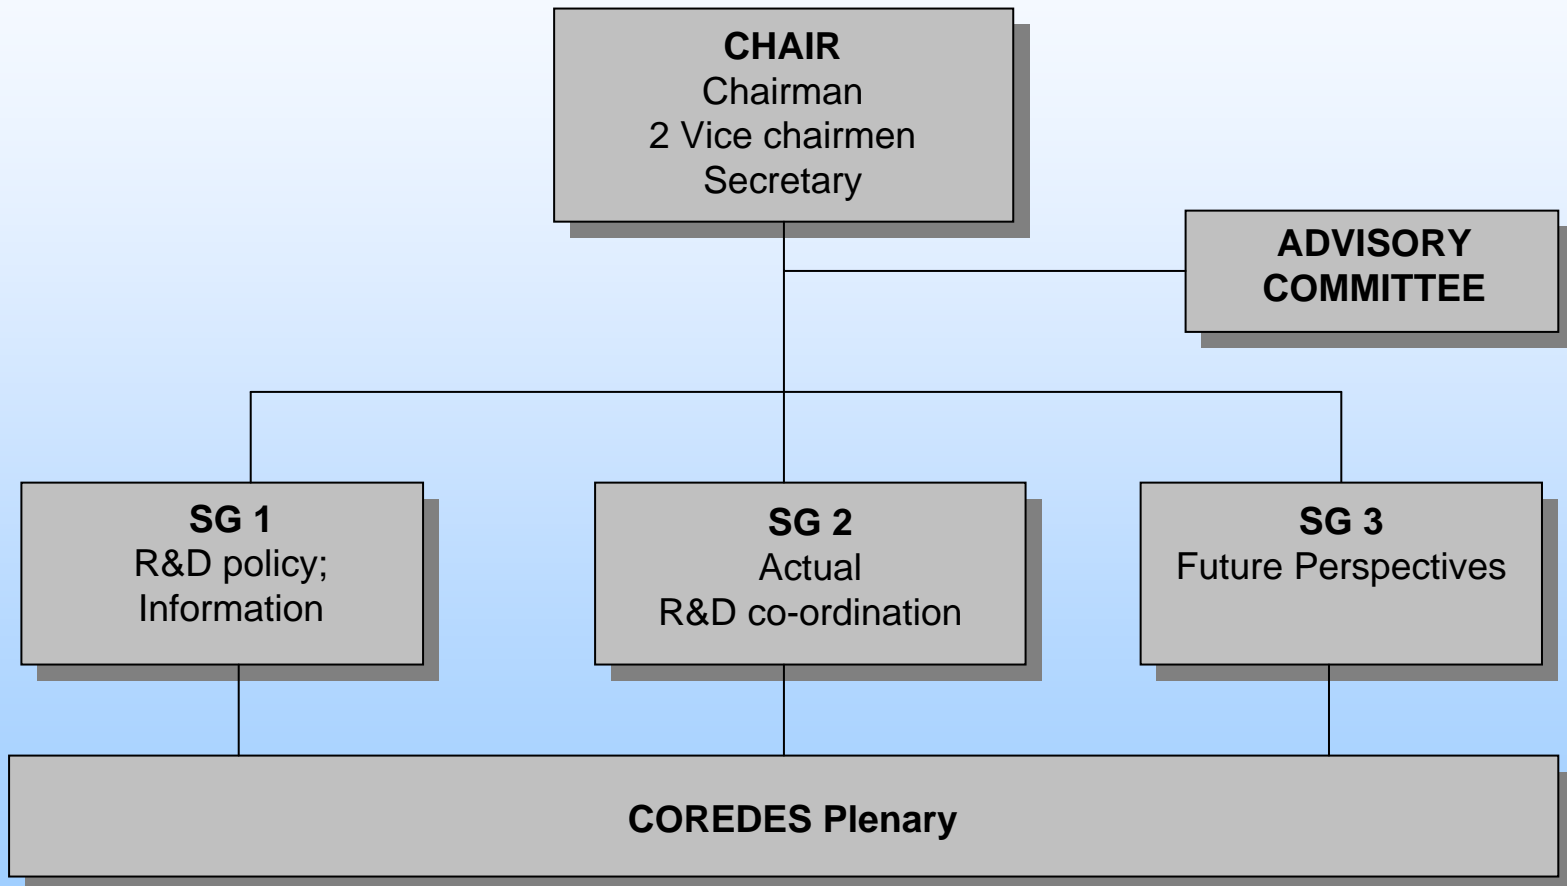 CHAIR
Chairman
2 Vice chairmen
Secretary
ADVISORY
COMMITTEE
SG 1
R&D policy;
Information
SG 2
Actual
R&D co-ordination
SG 3
Future Perspectives
COREDES Plenary